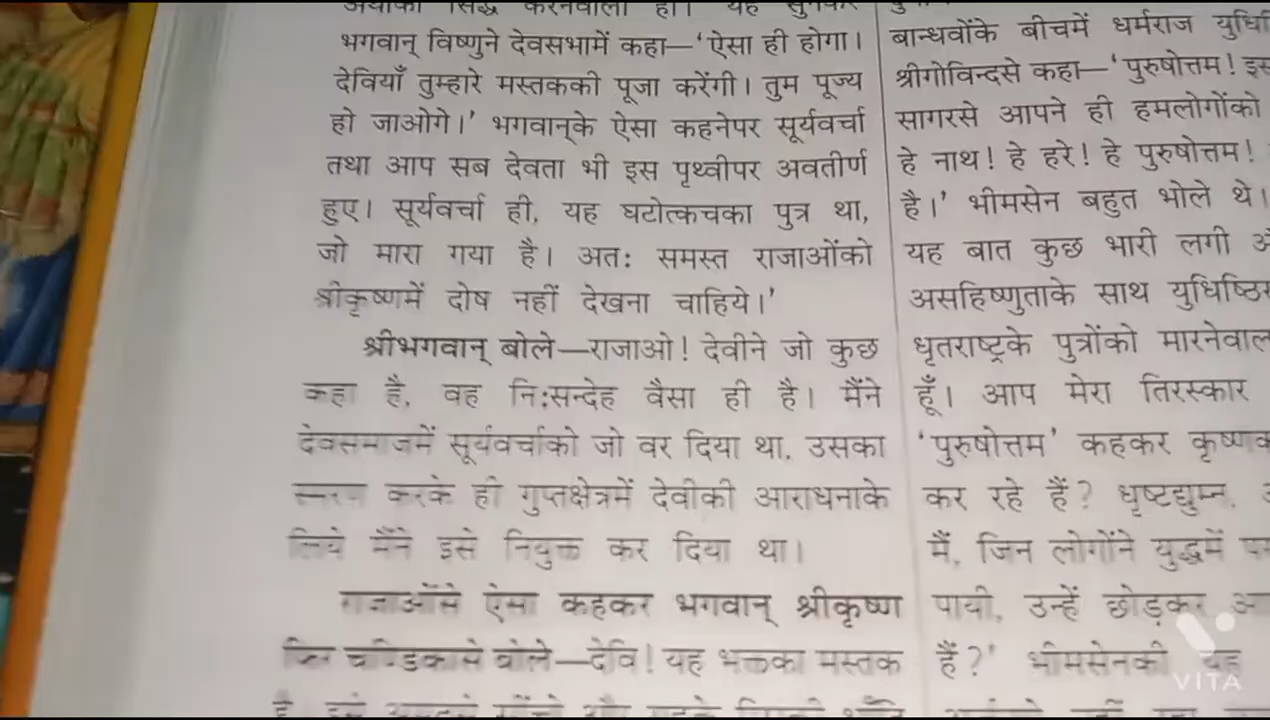 भगवान् विष्णुने देवसभामें कहा—‘ऐसा ही होगा।
देवियाँ तुम्हारे मस्तककी पूजा करेंगी। तुम पूज्य
हो जाओगे।’ भगवान्‌के ऐसा कहनेपर सूर्यवर्चा
तथा आप सब देवता भी इस पृथ्वीपर अवतीर्ण
हुए। सूर्यवर्चा ही, यह घटोत्कचका पुत्र था,
जो मारा गया है। अतः समस्त राजाओंको
श्रीकृष्णमें दोष नहीं देखना चाहिये।’
श्रीभगवान् बोले—राजाओ! देवीने जो कुछ
कहा है, वह नि:सन्देह वैसा ही है। मैंने
देवसमाजमें सूर्यवर्चाको जो वर दिया था, उसका
स्मरण करके ही गुप्तक्षेत्रमें देवीकी आराधनाके
लिये मैंने इसे नियुक्त कर दिया था।
राजाओंसे ऐसा कहकर भगवान् श्रीकृष्ण
फिर चण्डिकासे बोले—देवि! यह भक्तका मस्तक
बान्धवोंके बीचमें धर्मराज
श्रीगोविन्दसे कहा—‘पुरुषोत्तम!
सागरसे आपने ही हमलोगोंको
हे नाथ! हे हरे! हे पुरुषोत्तम!
है।’ भीमसेन बहुत भोले थे।
यह बात कुछ भारी लगी
असहिष्णुताके साथ
धृतराष्ट्रके पुत्रोंको
हूँ। आप मेरा तिरस्कार
‘पुरुषोत्तम’ कहकर
कर रहे हैं? धृष्टद्युम्न,
मैं, जिन लोगोंने युद्धमें
पायी, उन्हें छोड़कर
हैं?’ भीमसेनकी यह
VITA